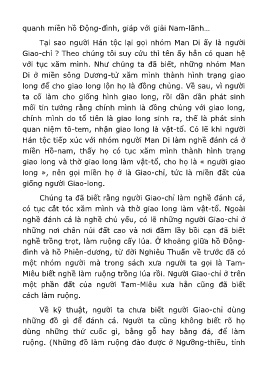 quanh miền hồ Động-đình, giáp với giải Nam-lãnh...
Tại sao người Hán tộc lại gọi nhóm Man Di ấy là người
Giao-chỉ ? Theo chúng tôi suy cứu thì tên ấy hẳn có quan hệ
với tục xăm mình. Như chúng ta đã biết, những nhóm Man
Di ở miền sông Dương-tử xăm mình thành hình trạng giao
long để cho giao long lộn họ là đồng chủng. Về sau, vì người
ta cố làm cho giống hình giao long, rồi dần dần phát sinh
mối tin tưởng rằng chính mình là đồng chủng với giao long,
chính mình do tổ tiên là giao long sinh ra, thế là phát sinh
quan niệm tô-tem, nhận giao long là vật-tổ. Có lẽ khi người
Hán tộc tiếp xúc với nhóm người Man Di làm nghề đánh cá ở
miền Hồ-nam, thấy họ có tục xăm mình thành hình trạng
giao long và thờ giao long làm vật-tổ, cho họ là « người giao
long », nên gọi miền họ ở là Giao-chỉ, tức là miền đất của
giống người Giao-long.
Chúng ta đã biết rằng người Giao-chỉ làm nghề đánh cá,
có tục cắt tóc xăm mình và thờ giao long làm vật-tổ. Ngoài
nghề đánh cá là nghề chủ yếu, có lẽ những người Giao-chỉ ở
những nơi chân núi đất cao và nơi đầm lầy bồi cạn đã biết
nghề trồng trọt, làm ruộng cấy lúa. Ở khoảng giữa hồ Động-
đình và hồ Phiên-dương, từ đời Nghiêu Thuấn về trước đã có
một nhóm người mà trong sách xưa người ta gọi là Tam-
Miêu biết nghề làm ruộng trồng lúa rồi. Người Giao-chỉ ở trên
một phần đất của người Tam-Miêu xưa hẳn cũng đã biết
cách làm ruộng.
Về kỹ thuật, người ta chưa biết người Giao-chỉ dùng
những đồ gì để đánh cá. Người ta cũng không biết rõ họ
dùng những thứ cuốc gì, bằng gỗ hay bằng đá, để làm
ruộng. (Những đồ làm ruộng đào được ở Ngưỡng-thiều, tỉnh